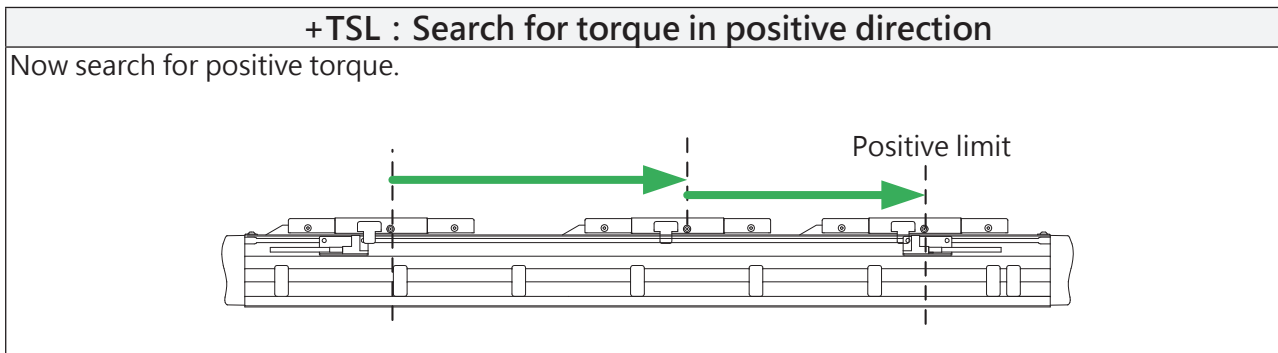 +TSL : Search for torque in positive direction
Now search for positive torque.
Positive limit